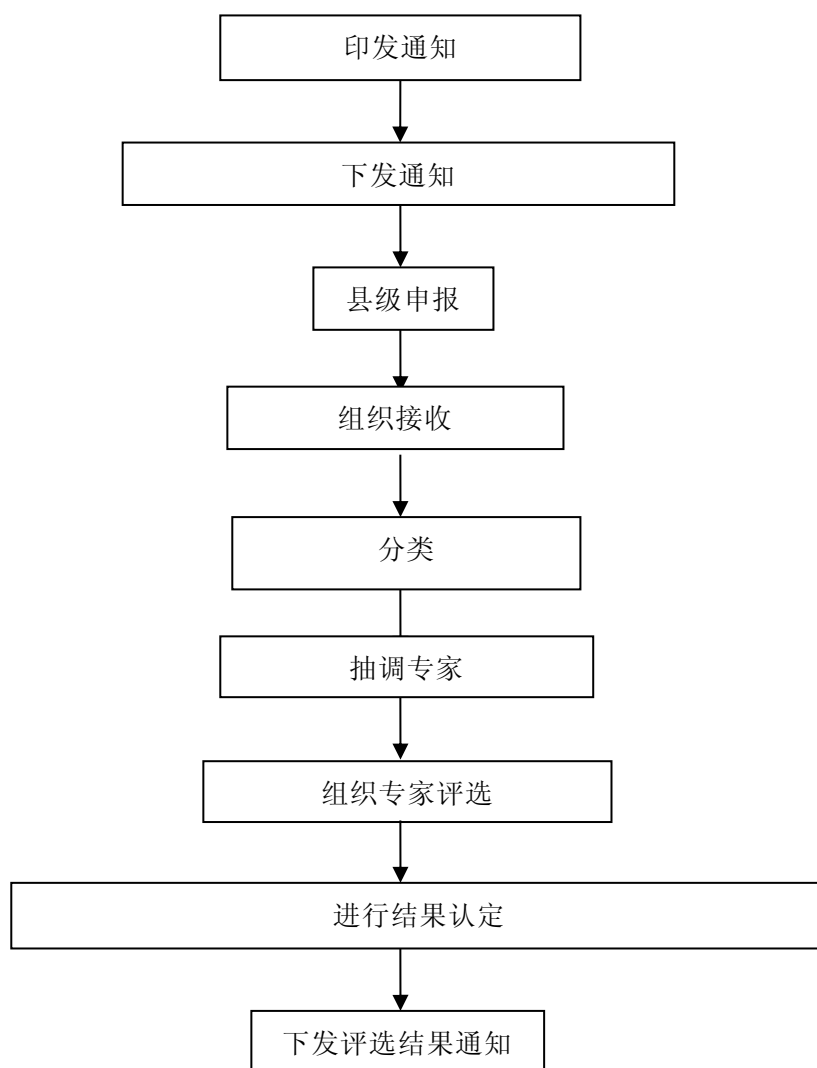 印发通知
下发通知
县级申报
组织接收
分类
抽调专家
组织专家评选
进行结果认定
下发评选结果通知